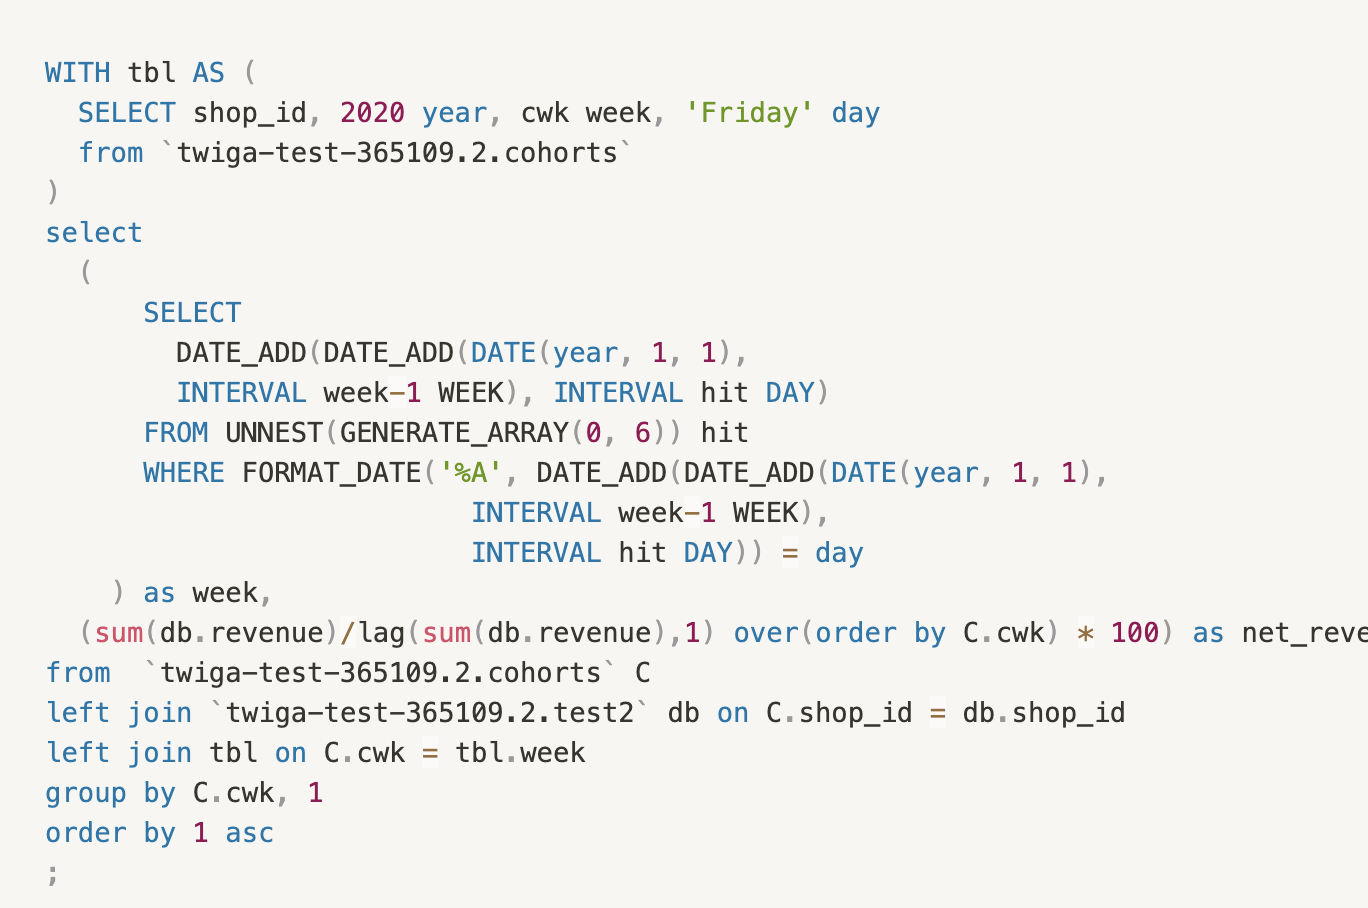 WITH tbl AS (
  SELECT shop_id, 2020 year, cwk week, 'Friday' day
  from `twiga-test-365109.2.cohorts`
)
select
  (
      SELECT
        DATE_ADD(DATE_ADD(DATE(year, 1, 1),
        INTERVAL week-1 WEEK), INTERVAL hit DAY)
      FROM UNNEST(GENERATE_ARRAY(0, 6)) hit
      WHERE FORMAT_DATE('%A', DATE_ADD(DATE_ADD(DATE(year, 1, 1),
                          INTERVAL week-1 WEEK),
                          INTERVAL hit DAY)) = day
    ) as week,
  (sum(db.revenue)/lag(sum(db.revenue),1) over(order by C.cwk) * 100) as net_reve
from  `twiga-test-365109.2.cohorts` C
left join `twiga-test-365109.2.test2` db on C.shop_id = db.shop_id
left join tbl on C.cwk = tbl.week
group by C.cwk, 1
order by 1 asc
;